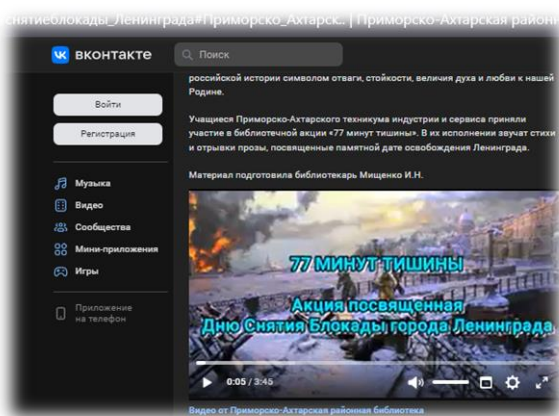 снятиеблокады_Ленинграда#Приморско_Ахтарск.. | Приморско-Ахтарская районн
вконтакте
Поиск
российской истории символом отваги, стойкости, величия духа и любви к нашей
Родине.
Войти
Регистрация
Учащиеся Приморско-Ахтарского техникума индустрии и сервиса приняли
участие в библиотечной акции «77 минут тишины». В их исполнении звучат стихи
и отрывки прозы, посвященные памятной дате освобождения Ленинграда.
Материал подготовила библиотекарь Мищенко И.Н.
Музыка
Видео
Сообщества
Мини-приложения
Игры
Приложение
на телефон
77 МИНУТ ТИШИНЫ
Акция посвященная
Дню Снятия Блокады города Ленинграда
0:05 / 3:45
Видео от Приморско-Ахтарская районная библиотека